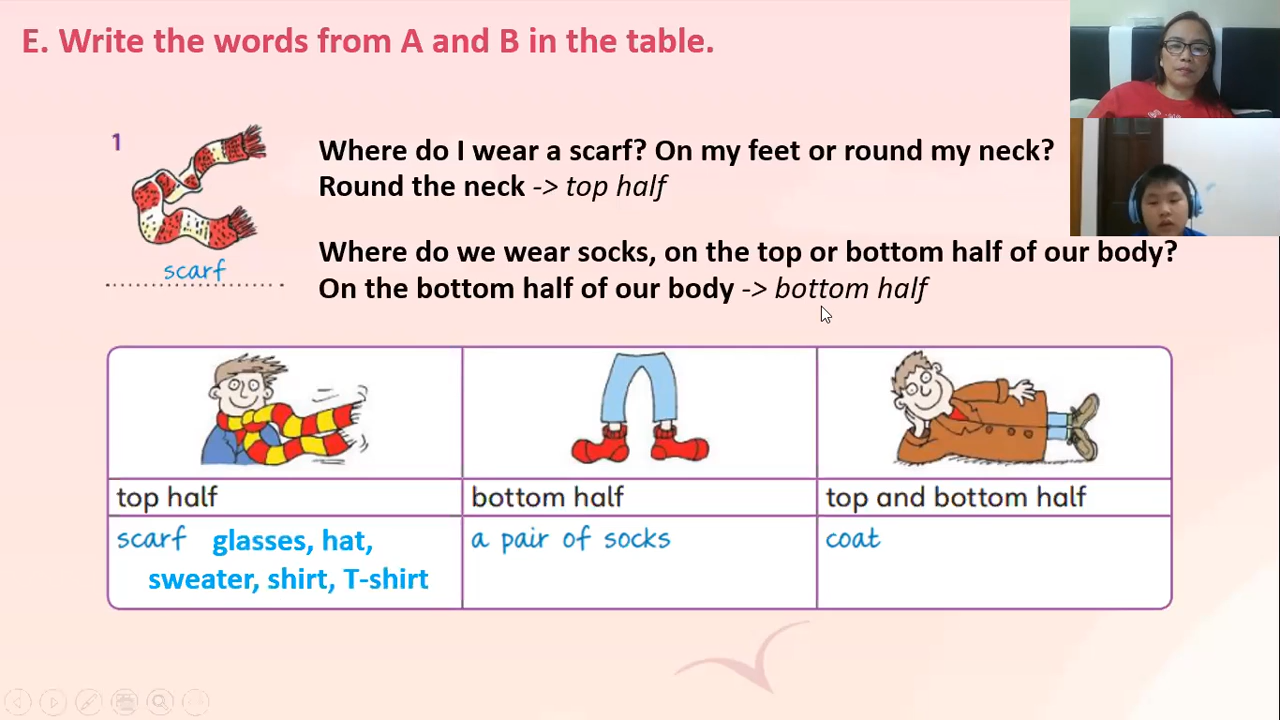 E. Write the words from A and B in the table.
1
Where do I wear a scarf? On my feet or round my neck?
Round the neck -> top half
scarf
Where do we wear socks, on the top or bottom half of our body?
On the bottom half of our body -> bottom half
top half
bottom half
top and bottom half
scarf glasses, hat,
sweater, shirt, T-shirt
a pair of socks
coat